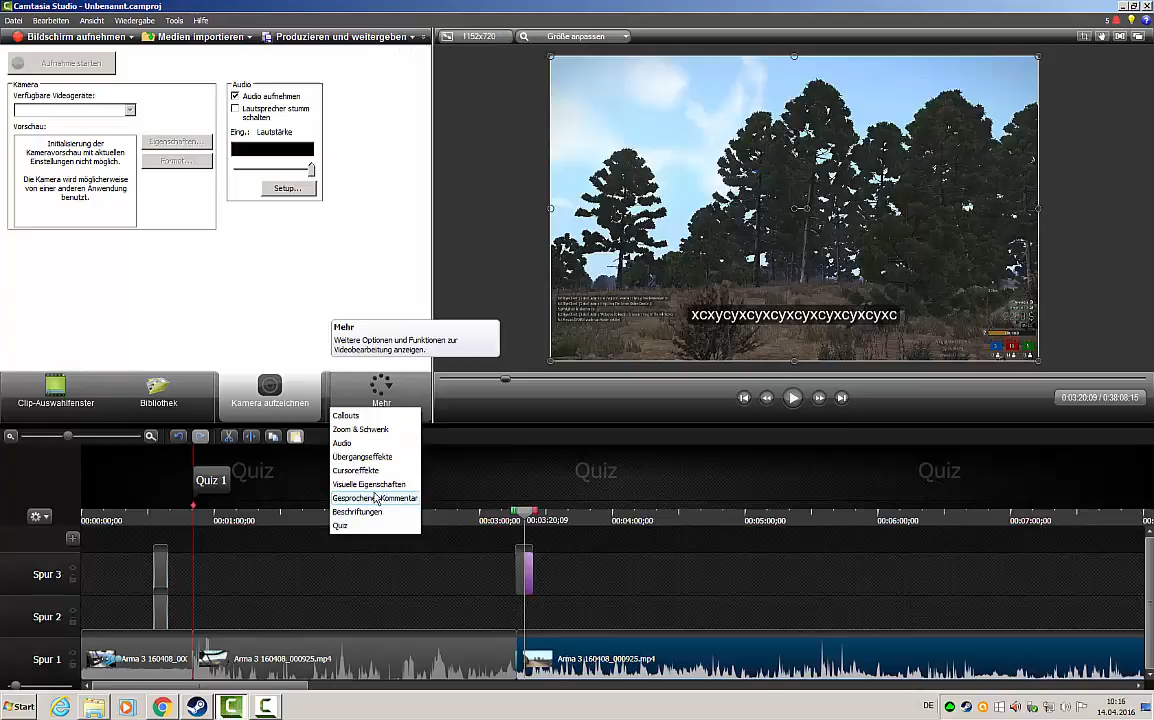 Camtasia Studio - Unbenannt.camproj
Datei Bearbeiten Ansicht Wiedergabe Tools Hilfe
5
Bildschirm aufnehmen Medien importieren Produzieren und weitergeben
1152x720 Größe anpassen
Aufnahme starten
Kamera
Verfügbare Videogeräte:
Vorschau:
Initialisierung der
Kameravorschau mit aktuellen
Einstellungen nicht möglich.
Die Kamera wird möglicherweise
von einer anderen Anwendung
benutzt.
Eigenschaften...
Format...
Audio
Audio aufnehmen
Lautsprecher stumm
schalten
Eing.: Lautstärke
Setup...
xcxycyxcyxcyxcyxcyxcyxcyxc
Mehr
Weitere Optionen und Funktionen zur
Videobearbeitung anzeigen.
Clip-Auswahlfenster Bibliothek Kamera aufzeichnen Mehr
0:03:20;09 / 0:38:08;15
Callouts
Zoom & Schwenk
Audio
Übergangseffekte
Cursoreffekte
Visuelle Eigenschaften
Gesprochener Kommentar
Beschriftungen
Quiz
Quiz 1 Quiz Quiz Quiz
00:00:00;00 00:01:00;00 00:03:00;00 00:03:20;09 00:04:00;00 00:05:00;00 00:06:00;00 00:07:00;00
Spur 3
Spur 2
Spur 1 Arma 3 160408_00 Arma 3 160408_000925.mp4 Arma 3 160408_000925.mp4
Start DE 10:16
14.04.2016